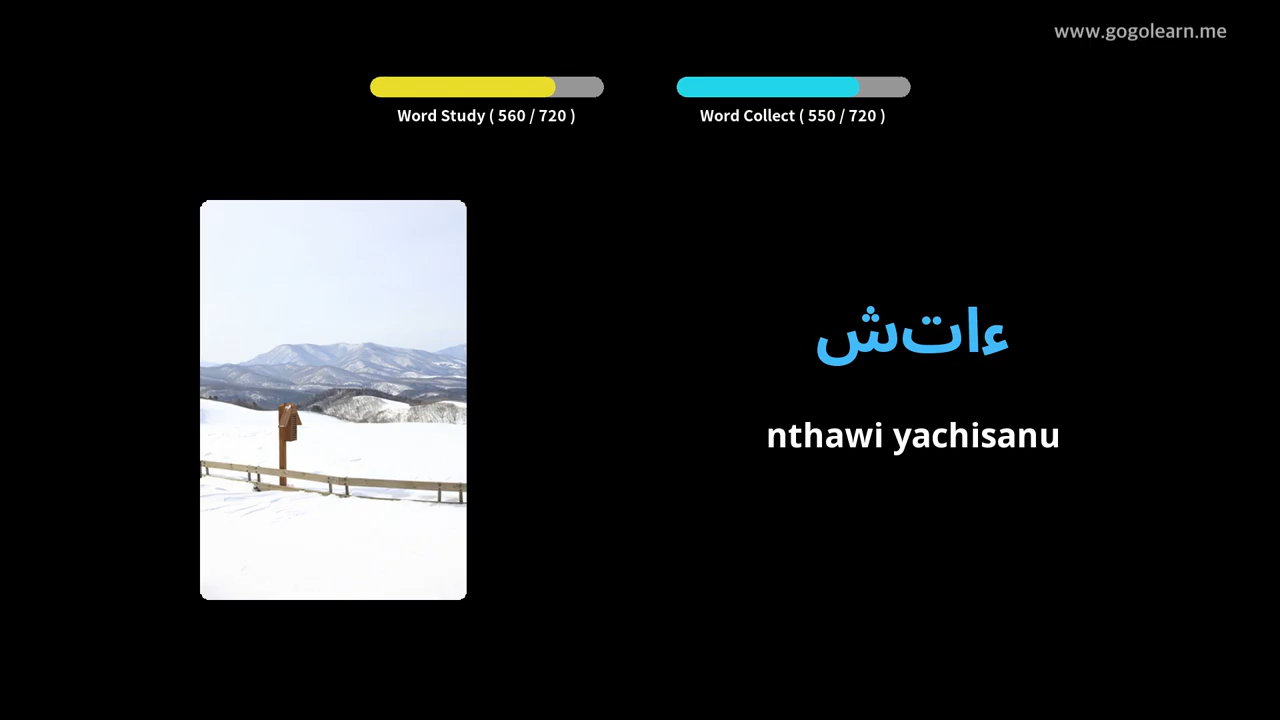 www.gogolearn.me
Word Study ( 560 / 720 )
Word Collect ( 550 / 720 )
ءاتش
nthawi yachisanu